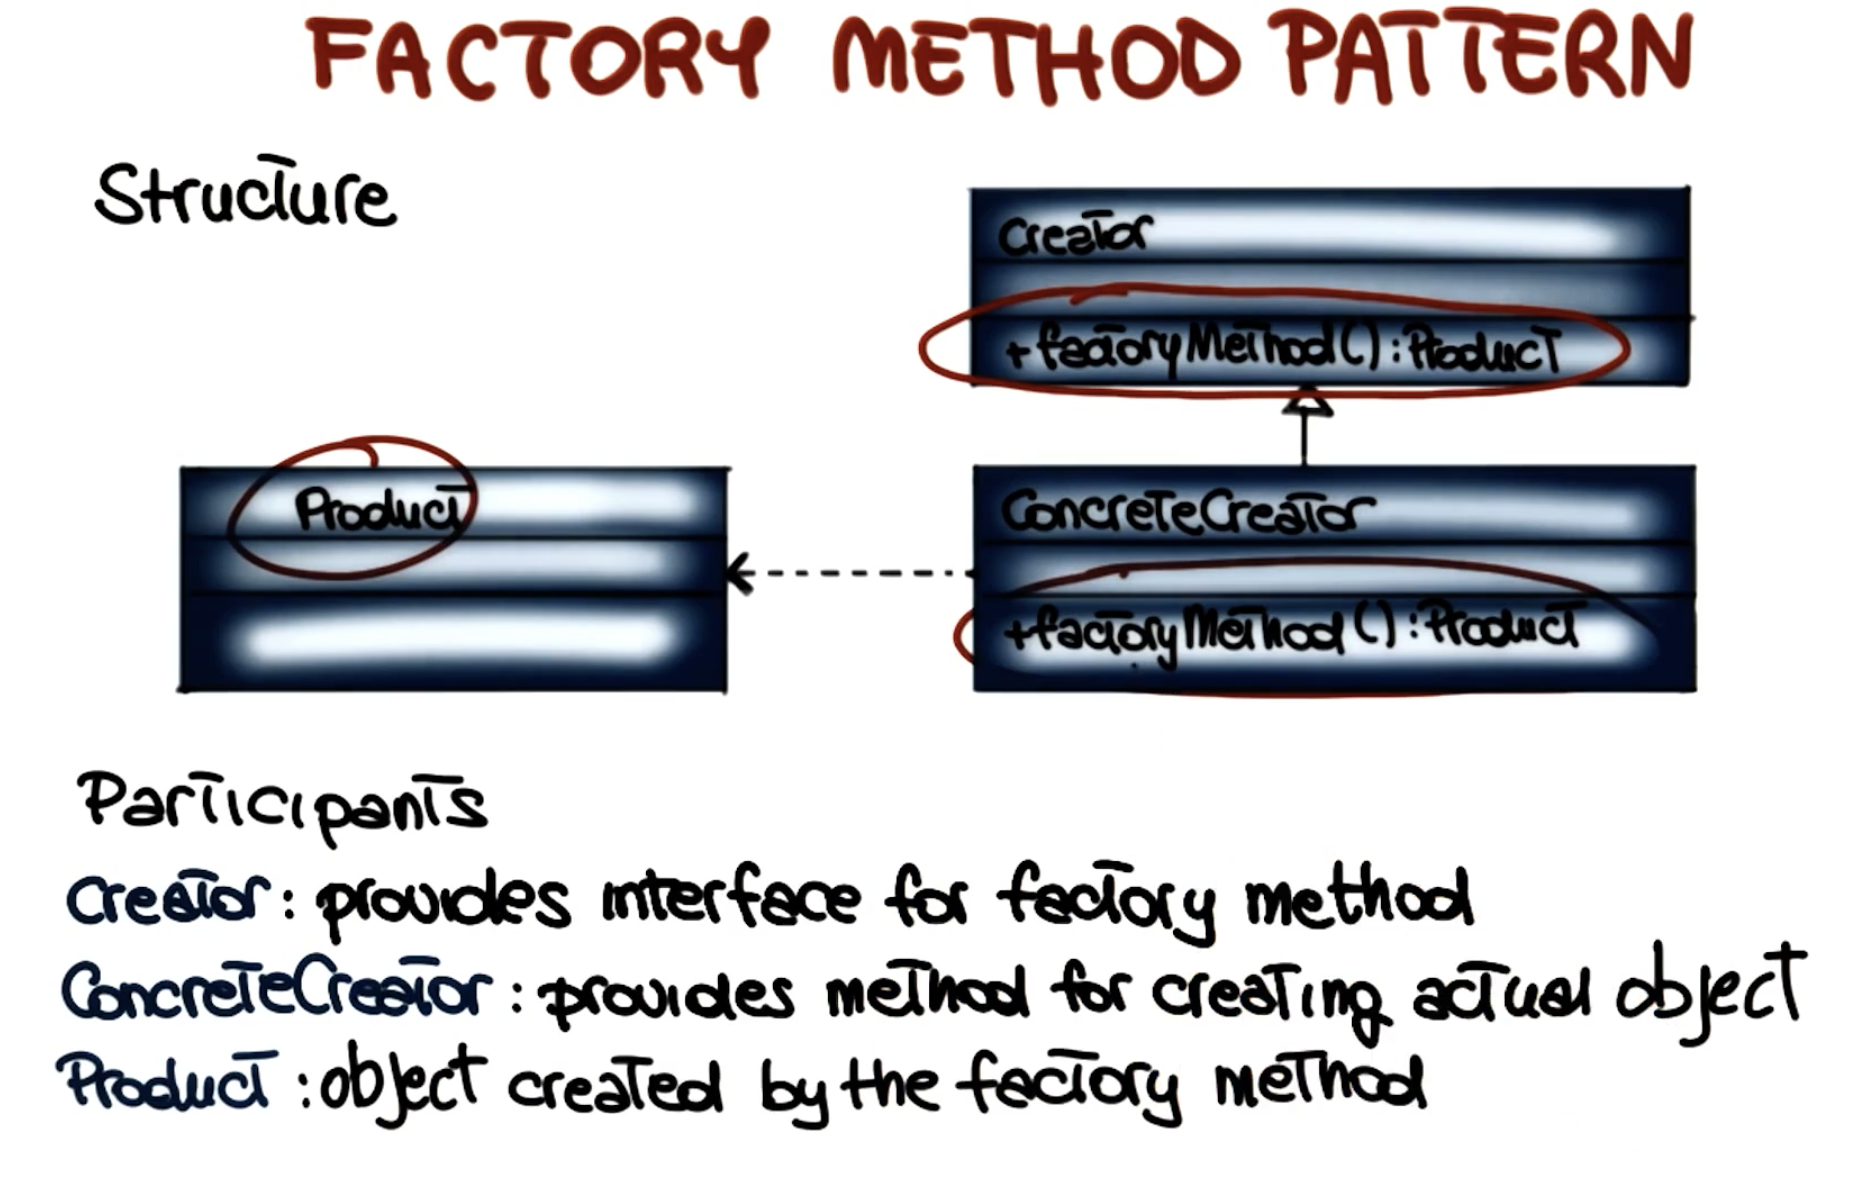 FACTORY METHOD PATTERN
Structure
Creator
+factoryMethod():Product
Product
ConcreteCreator
+factoryMethod():Product
Participants
Creator: provides interface for factory method
ConcreteCreator: provides method for creating actual object
Product: object created by the factory method